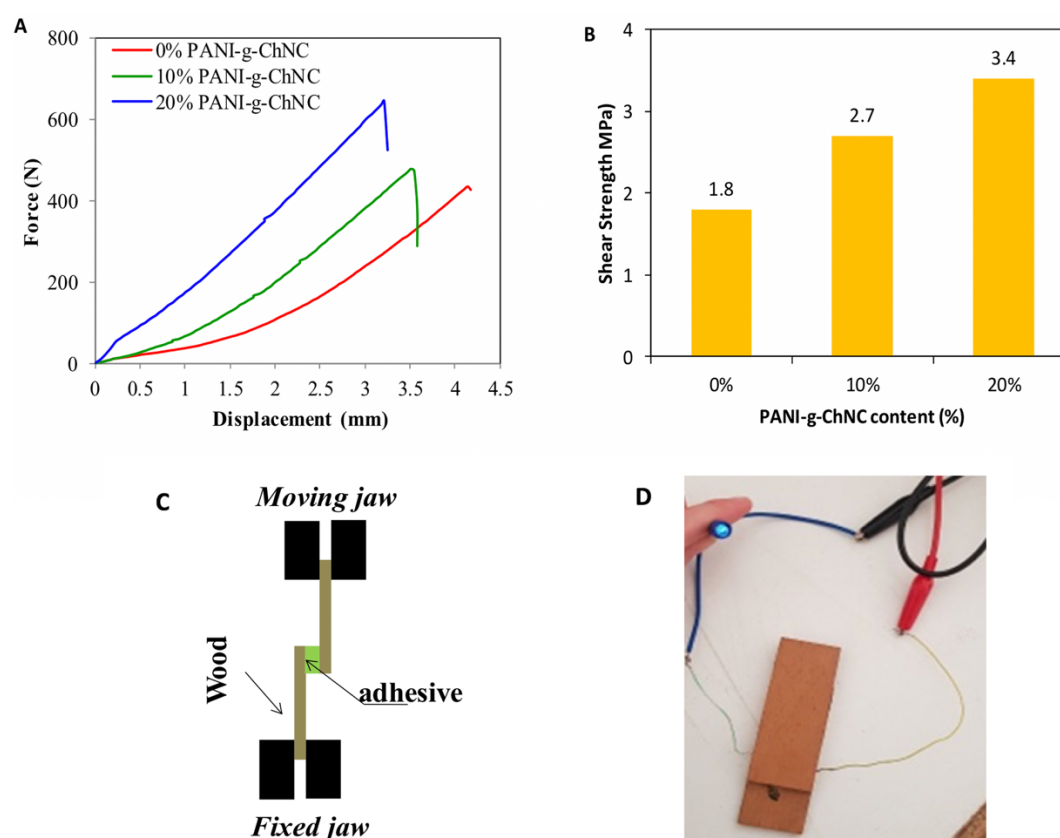 A
800
600
400
200
0
Force (N)
0% PANI-g-ChNC
10% PANI-g-ChNC
20% PANI-g-ChNC
0 0.5 1 1.5 2 2.5 3 3.5 4 4.5
Displacement (mm)
B
4
3
2
1
0
Shear Strength MPa
1.8
2.7
3.4
0% 10% 20%
PANI-g-ChNC content (%)
C
Moving jaw
Wood
adhesive
Fixed jaw
D